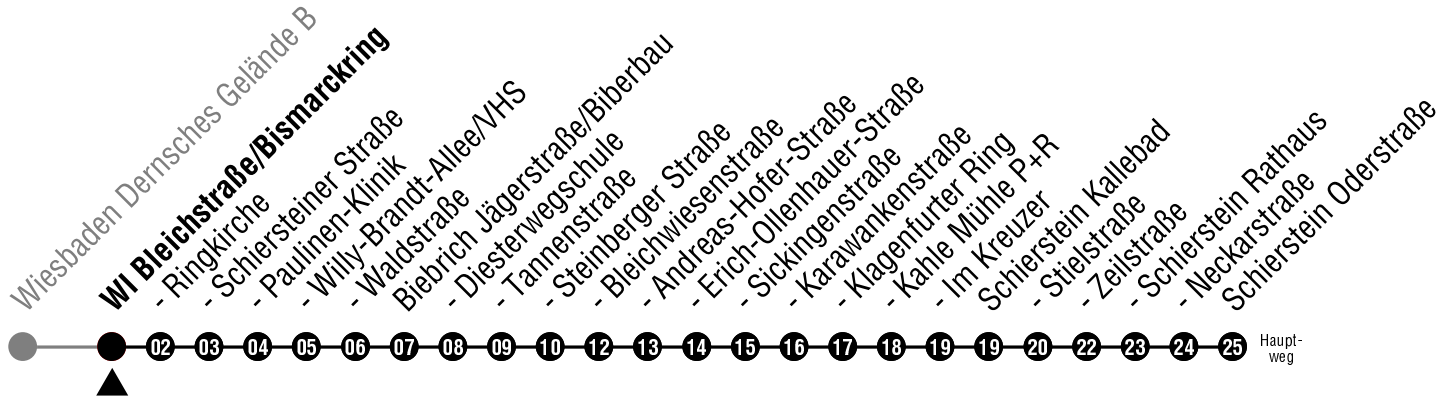 Wiesbaden Dernsches Gelände B
WI Bleichstraße/Bismarckring
- Ringkirche
- Schiersteiner Straße
- Paulinen-Klinik
- Willy-Brandt-Allee/VHS
- Waldstraße
Biebrich Jägerstraße/Biberbau
- Diesterwegschule
- Tannenstraße
- Steinberger Straße
- Bleichwiesenstraße
- Andreas-Hofer-Straße
- Erich-Ollenhauer-Straße
- Sickingenstraße
- Karawankenstraße
- Klagenfurter Ring
- Kahle Mühle P+R
- Im Kreuzer
Schierstein Kallebad
- Stielstraße
- Zeilstraße
- Schierstein Rathaus
- Neckarstraße
Schierstein Oderstraße
02 03 04 05 06 07 08 09 10 12 13 14 15 16 17 18 19 19 20 22 23 24 25
Haupt-
weg